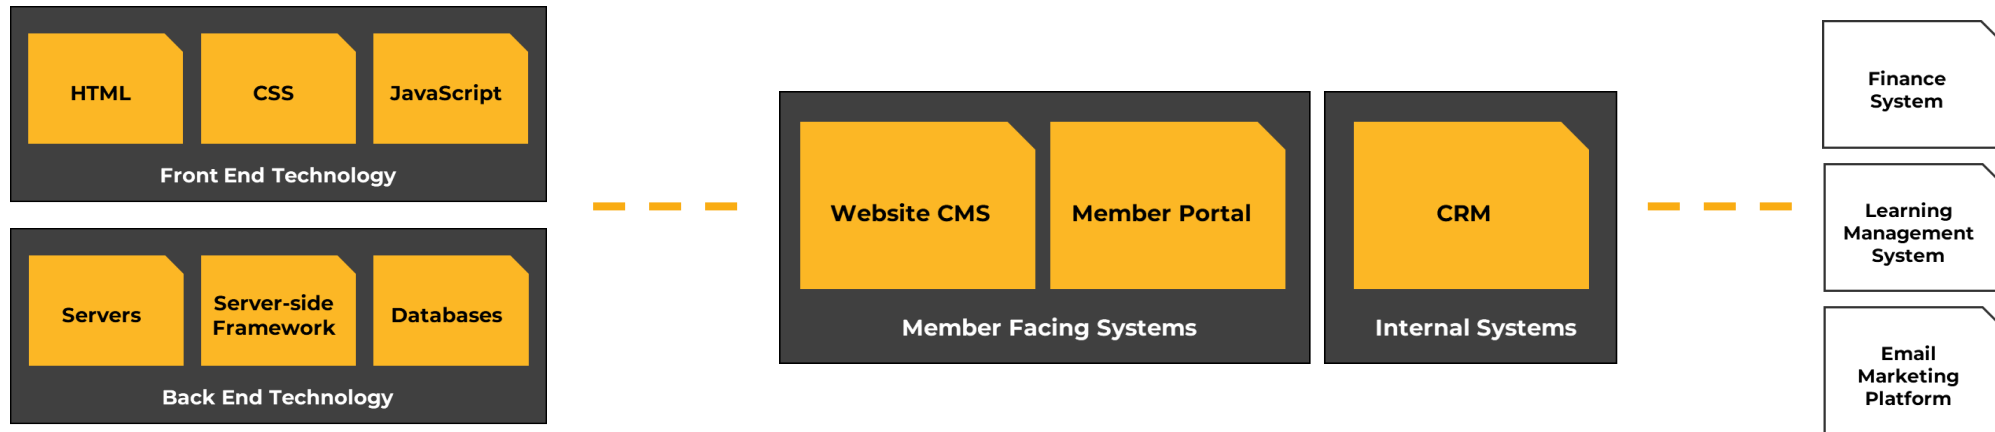 HTML
CSS
JavaScript
Front End Technology
Servers
Server-side
Framework
Databases
Back End Technology
Website CMS
Member Portal
Member Facing Systems
CRM
Internal Systems
Finance
System
Learning
Management
System
Email
Marketing
Platform